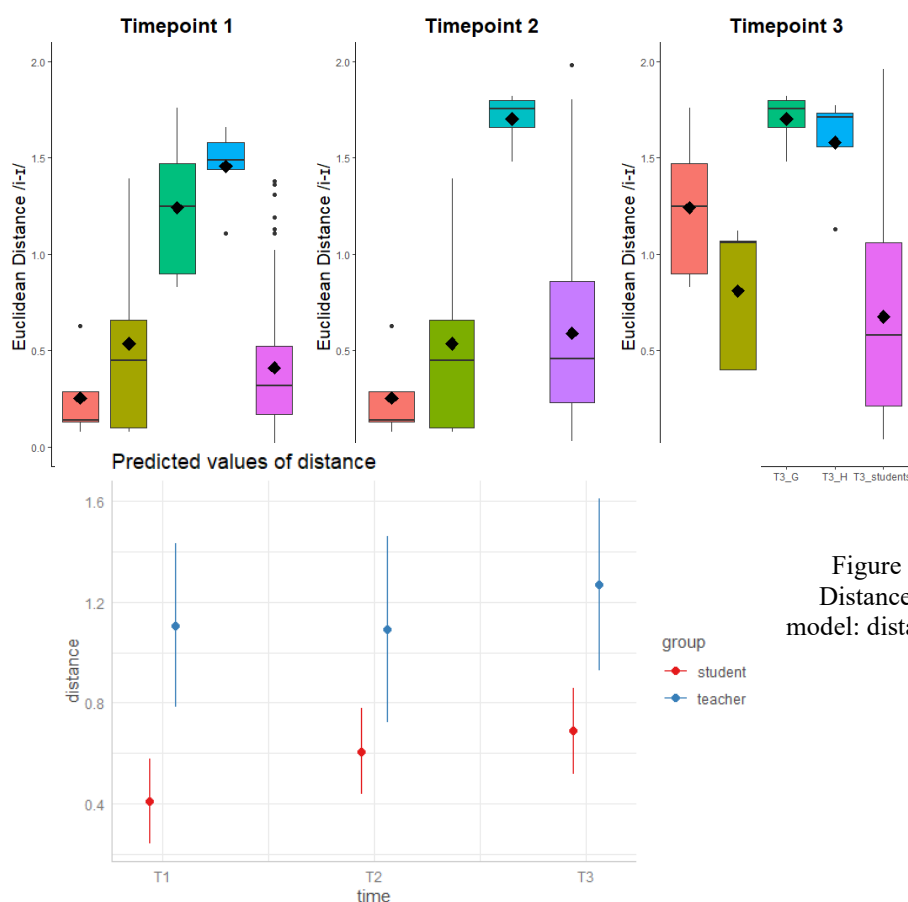 Timepoint 1
Timepoint 2
Timepoint 3
Euclidean Distance /i-ɪ/
2.0
1.5
1.0
0.5
0.0
Euclidean Distance /i-ɪ/
2.0
1.5
1.0
0.5
Euclidean Distance /i-ɪ/
2.0
1.5
1.0
0.5
T3_G T3_H T3_students
Predicted values of distance
distance
1.6
1.2
0.8
0.4
T1 T2 T3
time
group
student
teacher
Figure
Distance
model: dista